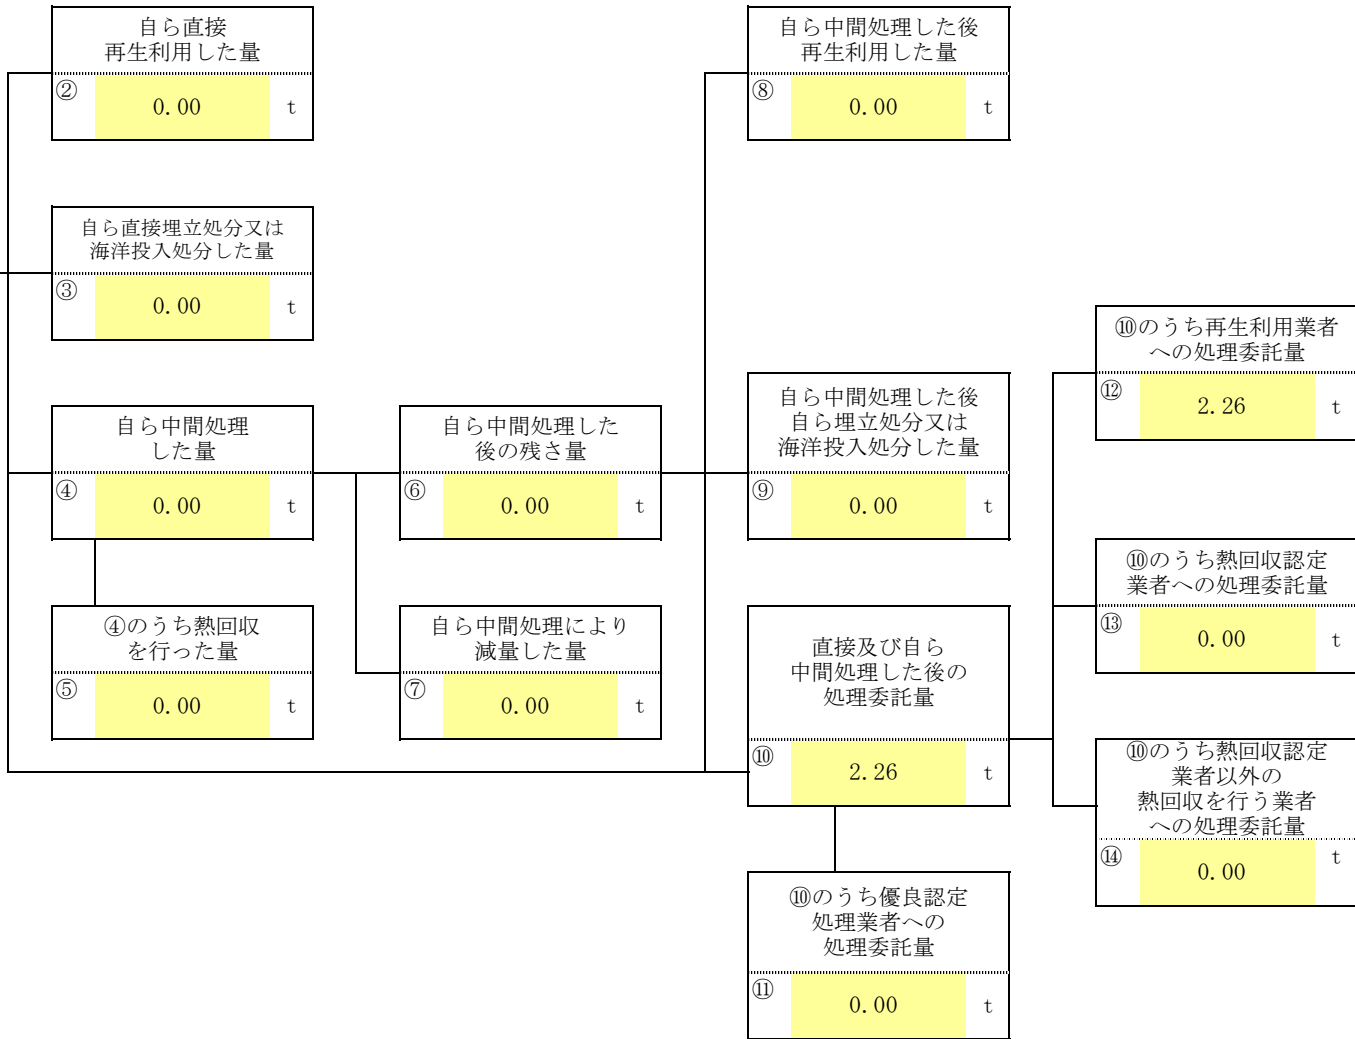 自ら直接
再生利用した量
② 0.00 t
自ら中間処理した後
再生利用した量
⑧ 0.00 t
自ら直接埋立処分又は
海洋投入処分した量
③ 0.00 t
⑩のうち再生利用業者
への処理委託量
⑫ 2.26 t
自ら中間処理
した量
④ 0.00 t
自ら中間処理した
後の残さ量
⑥ 0.00 t
自ら中間処理した後
自ら埋立処分又は
海洋投入処分した量
⑨ 0.00 t
⑩のうち熱回収認定
業者への処理委託量
⑬ 0.00 t
④のうち熱回収
を行った量
⑤ 0.00 t
自ら中間処理により
減量した量
⑦ 0.00 t
直接及び自ら
中間処理した後の
処理委託量
⑩ 2.26 t
⑩のうち熱回収認定
業者以外の
熱回収を行う業者
への処理委託量
⑭ 0.00 t
⑩のうち優良認定
処理業者への
処理委託量
⑪ 0.00 t